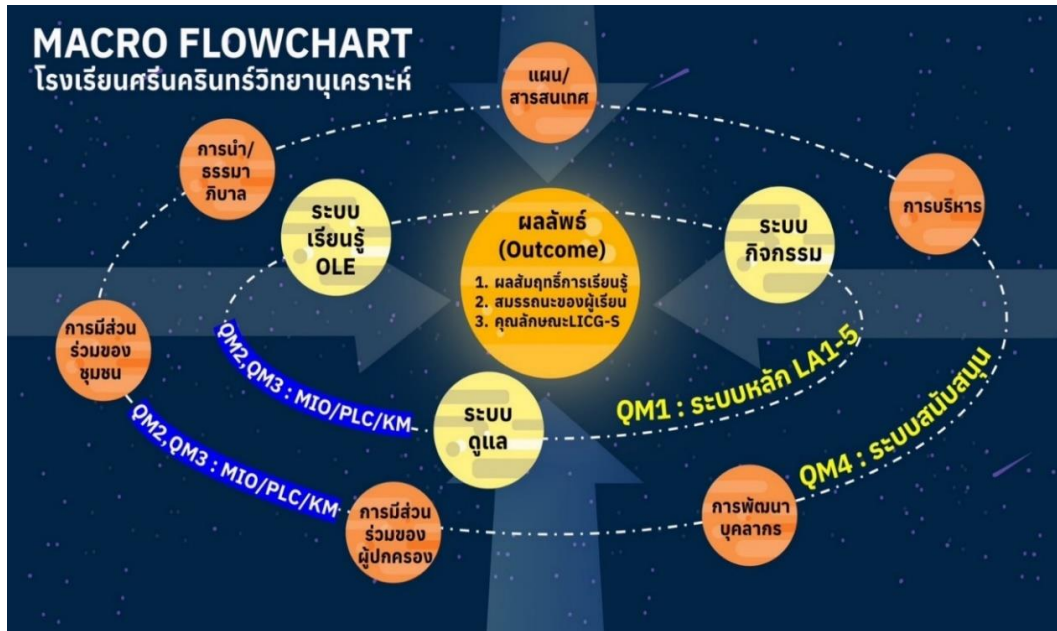 MACRO FLOWCHART
โรงเรียนศรีนครินทร์วิทยานุเคราะห์
แผน/
สารสนเทศ
การนำ/
ธรรมา
ภิบาล
การบริหาร
ระบบ
เรียนรู้
OLE
ผลลัพธ์
(Outcome)
1. ผลสัมฤทธิ์การเรียนรู้
2. สมรรถนะของผู้เรียน
3. คุณลักษณะLICG-S
ระบบ
กิจกรรม
การมีส่วน
ร่วมของ
ชุมชน
QM2,QM3 : MIO/PLC/KM
ระบบ
ดูแล
QM1 : ระบบหลัก LA1-5
QM2,QM3 : MIO/PLC/KM
QM4 : ระบบสนับสนุน
การมีส่วน
ร่วมของ
ผู้ปกครอง
การพัฒนา
บุคลากร